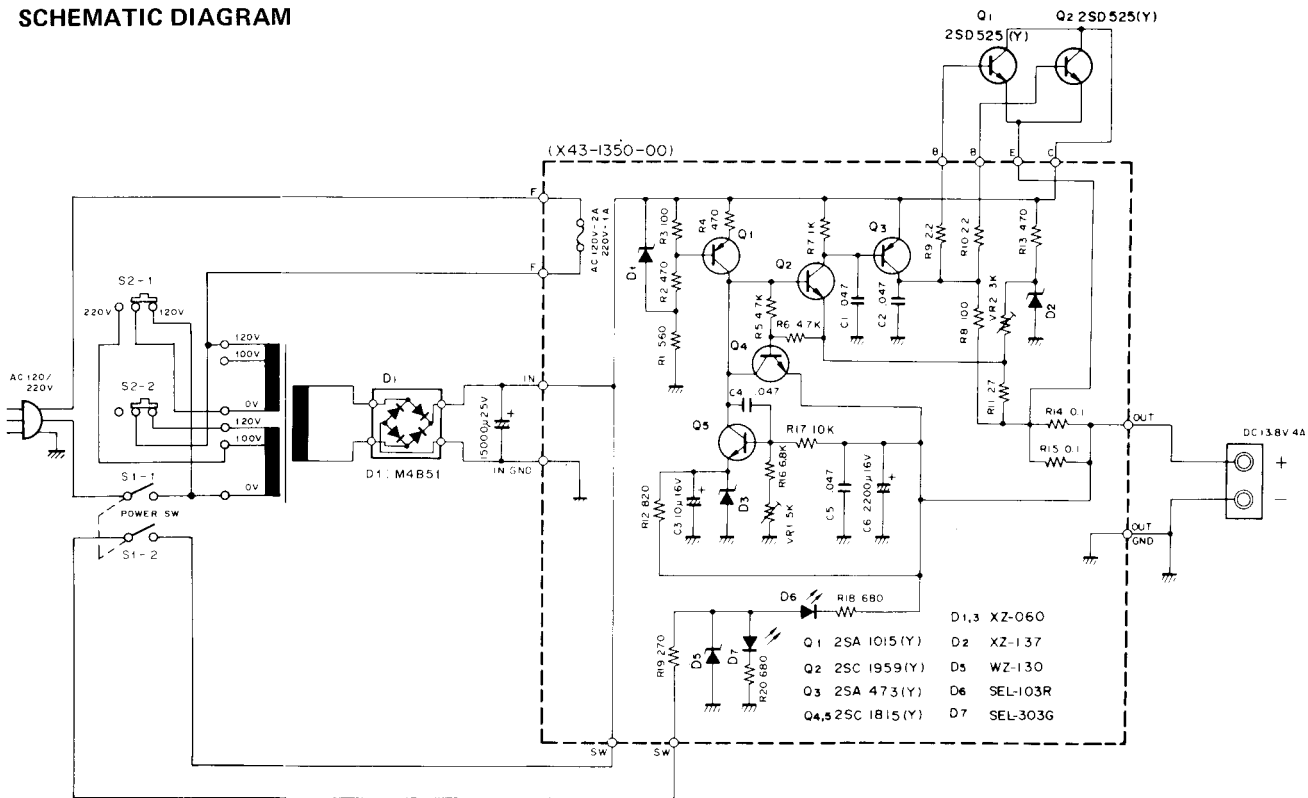 SCHEMATIC DIAGRAM
Q1
2SD525 (Y)
Q2 2SD525(Y)
(X43-1350-00)
B
B
E
C
F
AC120V-2A
220V-1A
F
D1
R3 100
R2 470
R1 560
R4
470
Q1
Q2
R7 1K
Q3
C1 .047
C2 .047
R9 2.2
R10 2.2
R8 100
R13 470
VR2 .3K
D2
R5 4.7K
R6 4.7K
Q4
C4 .047
Q5
R17 10K
R16 6.8K
VR1 .5K
R12 820
C3 10μ16V
+
D3
C5 .047
C6 2200μ16V
+
R11 27
R14 0.1
R15 0.1
OUT
DC13.8V 4A
+
−
OUT
GND
S2-1
220V
120V
120V
100V
AC120/
220V
S2-2
0V
120V
100V
0V
S1-1
POWER SW
S1-2
D1
D1: M4B51
15000μ25V
+
IN
IN GND
D6
R18 680
R19 270
D5
D7
R20 680
SW
SW
D1,3 XZ-060
Q1 2SA 1015(Y) D2 XZ-137
Q2 2SC 1959(Y) D5 WZ-130
Q3 2SA 473(Y) D6 SEL-103R
Q4,5 2SC 1815(Y) D7 SEL-303G